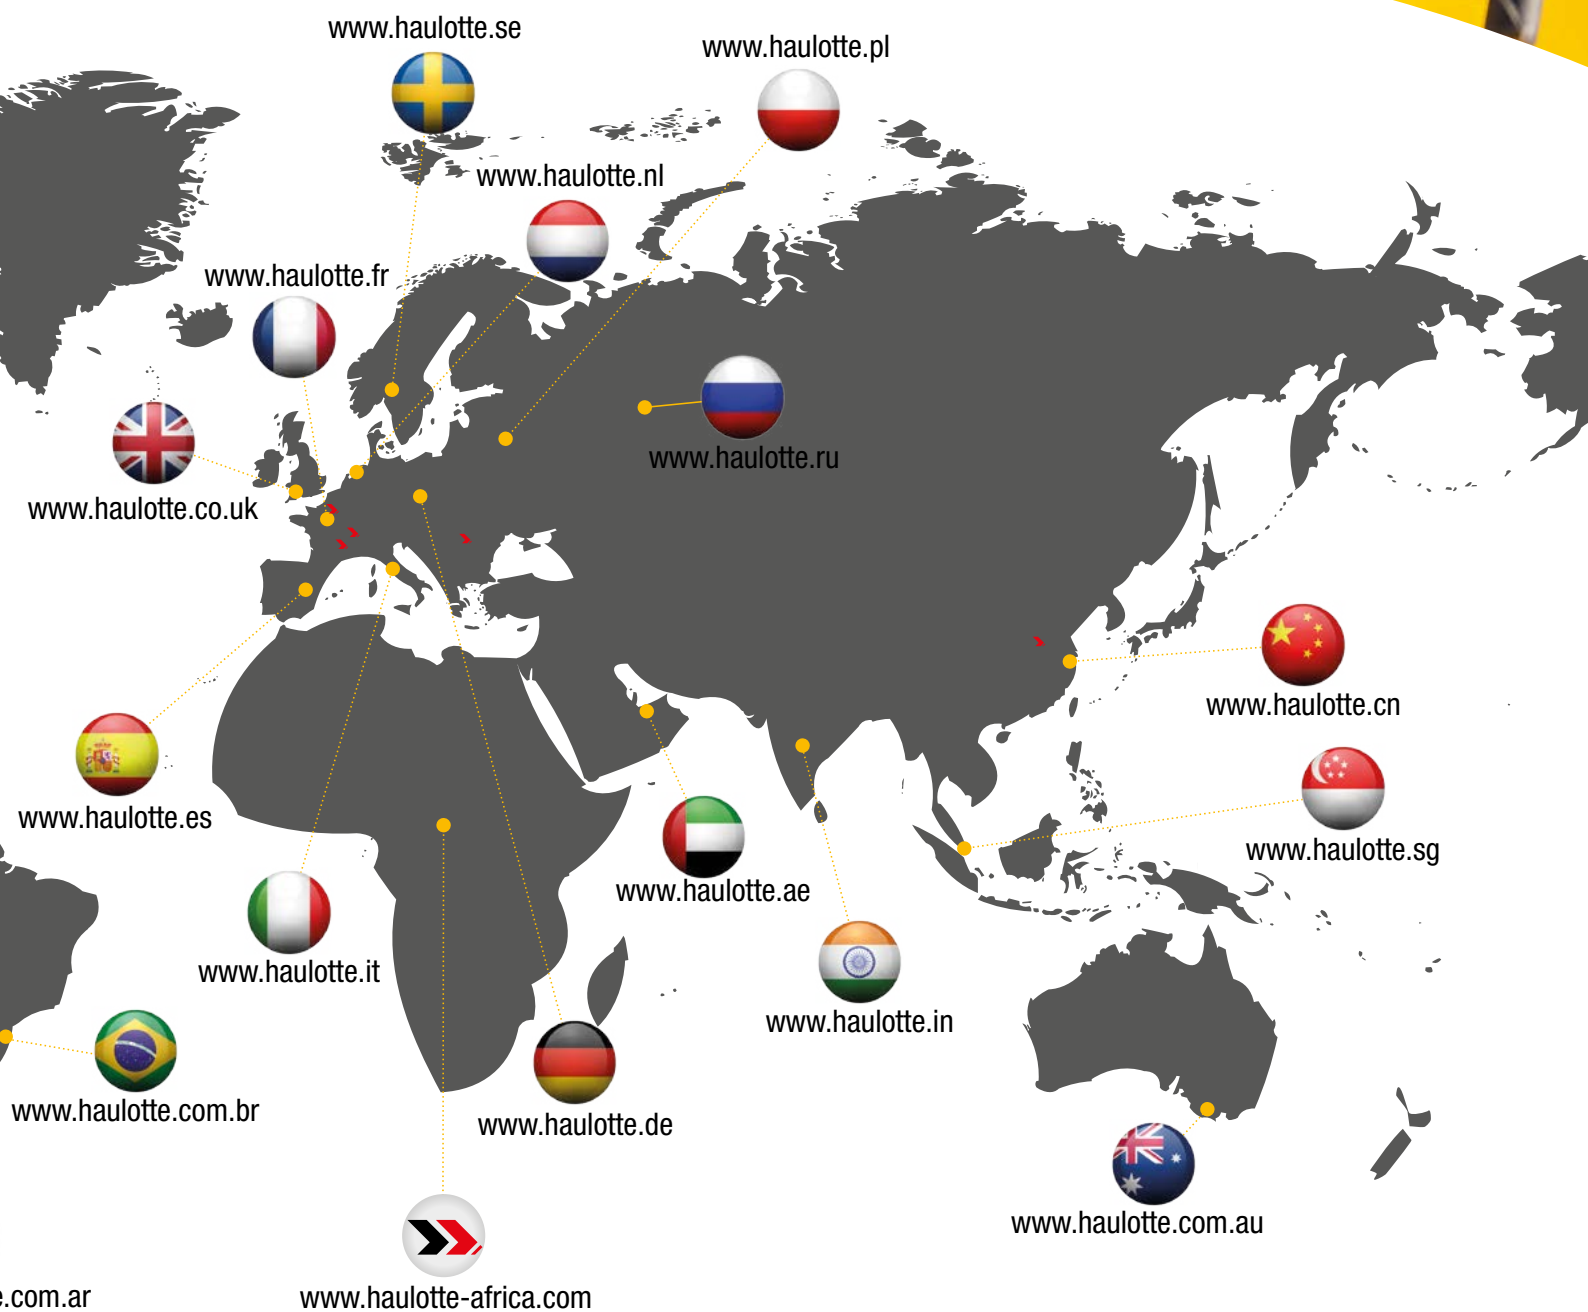 www.haulotte.se
www.haulotte.pl
www.haulotte.nl
www.haulotte.fr
www.haulotte.ru
www.haulotte.co.uk
www.haulotte.cn
www.haulotte.es
www.haulotte.sg
www.haulotte.ae
www.haulotte.it
www.haulotte.in
www.haulotte.com.br
www.haulotte.de
www.haulotte.com.au
e.com.ar
www.haulotte-africa.com